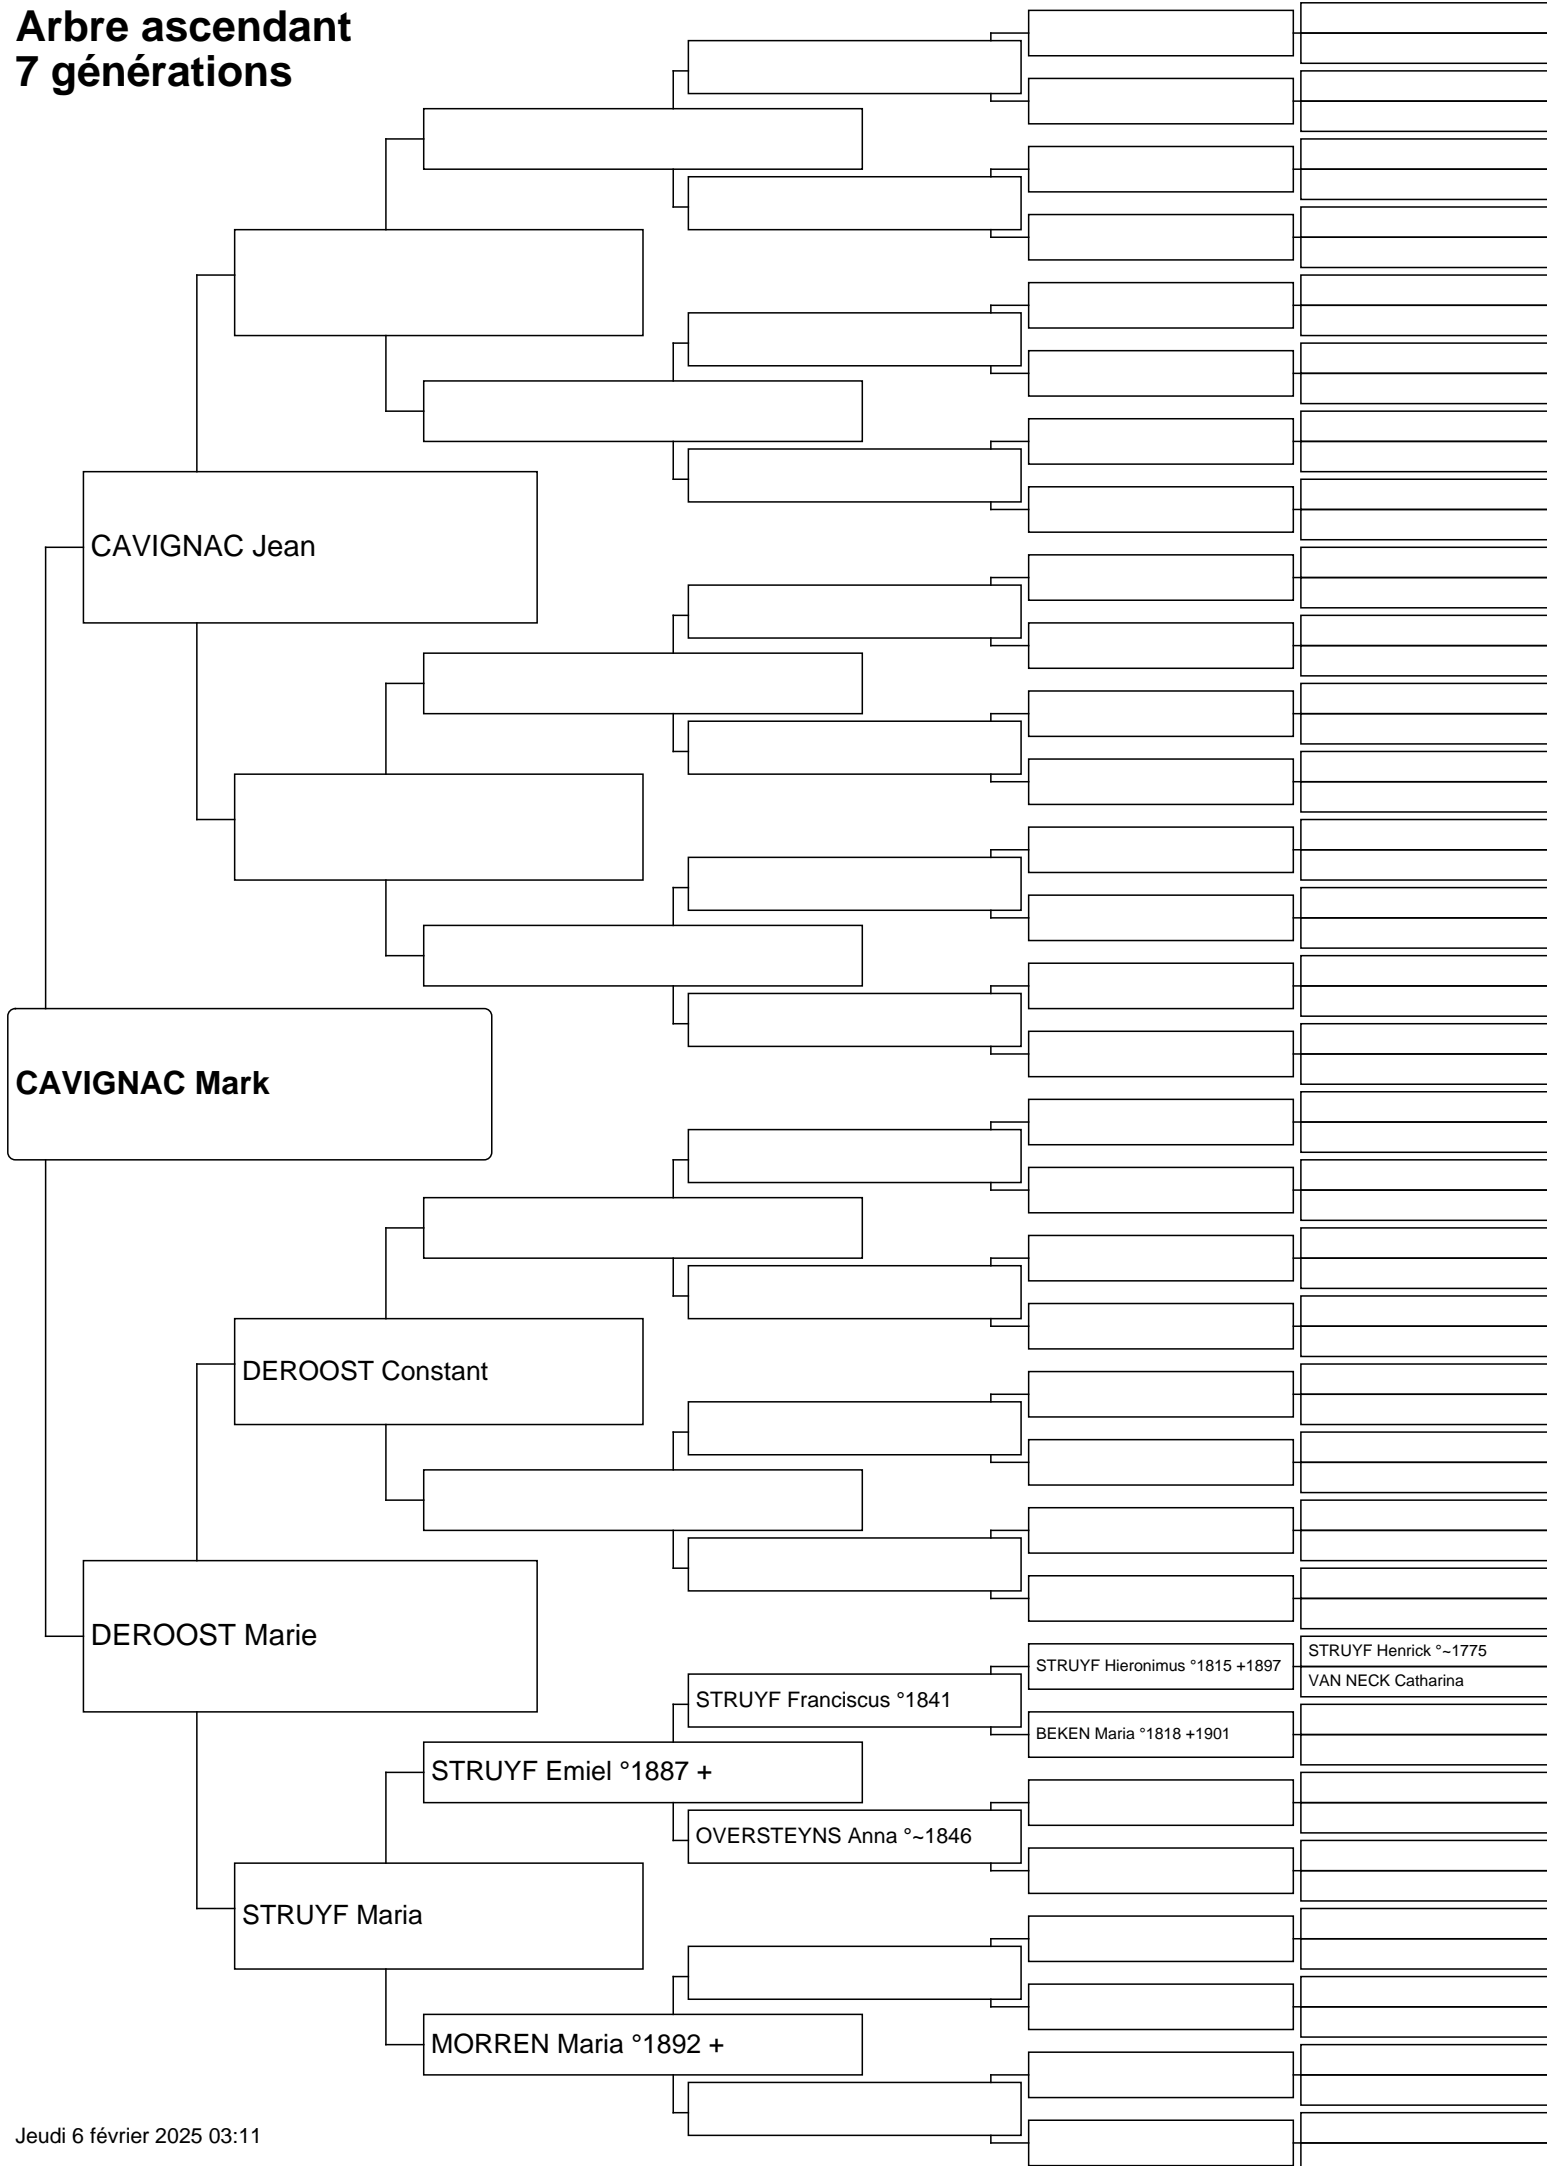 Arbre ascendant
7 générations
CAVIGNAC Jean
CAVIGNAC Mark
DEROOST Constant
DEROOST Marie
STRUYF Hieronimus °1815 +1897
STRUYF Henrick °~1775
VAN NECK Catharina
STRUYF Franciscus °1841
BEKEN Maria °1818 +1901
STRUYF Emiel °1887 +
OVERSTEYNS Anna °~1846
STRUYF Maria
MORREN Maria °1892 +
Jeudi 6 février 2025 03:11